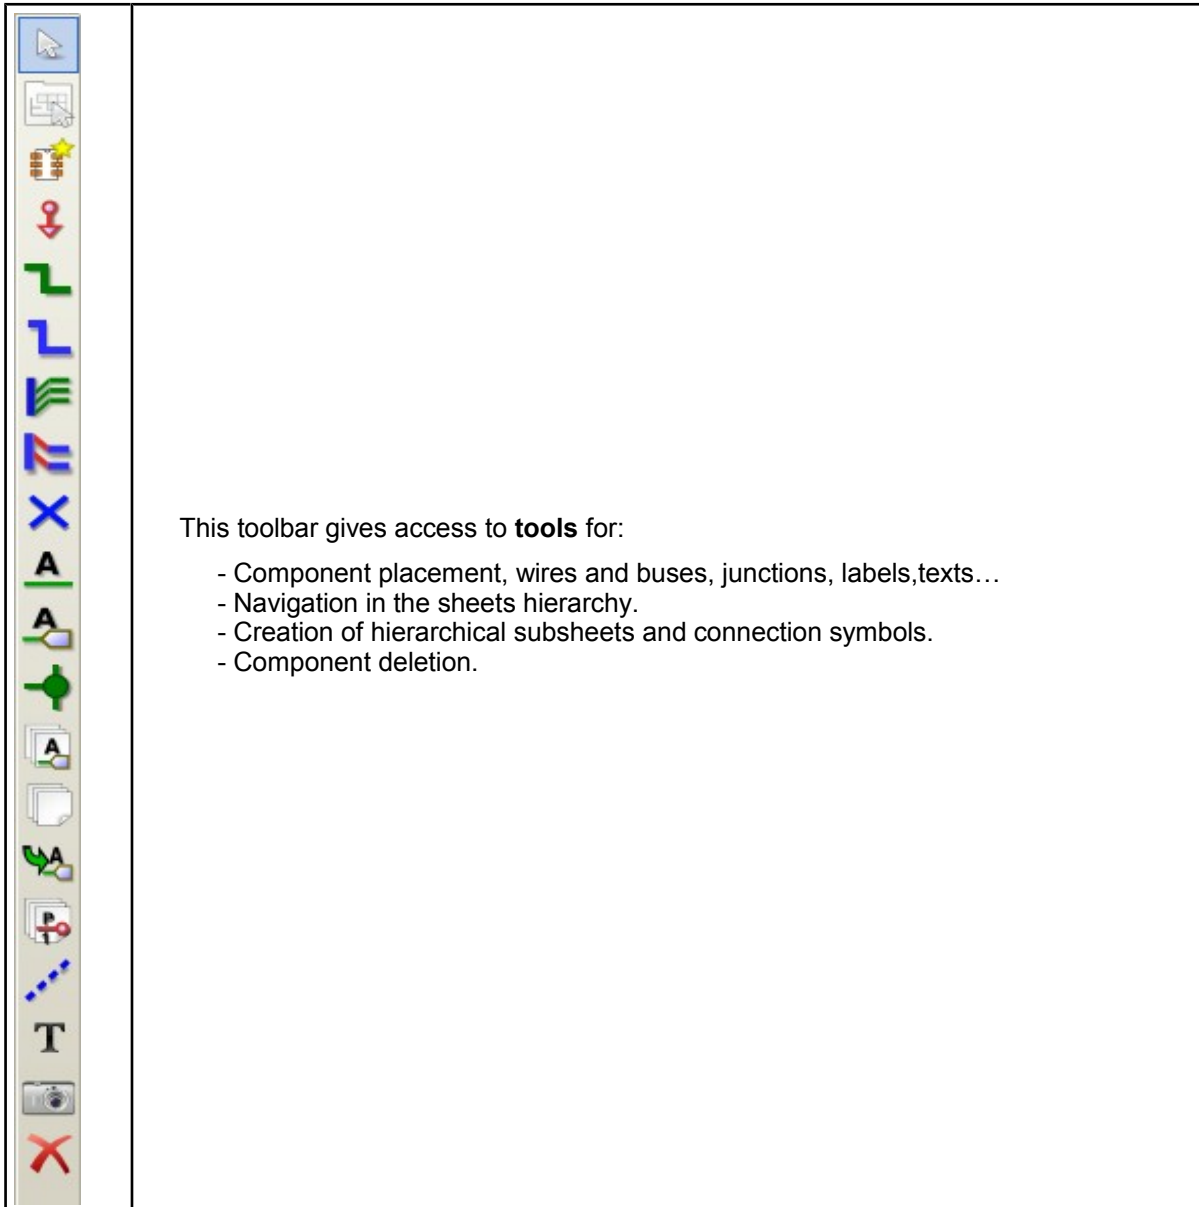 A
A
A
A
P
1
T
This toolbar gives access to tools for:
- Component placement, wires and buses, junctions, labels,texts…
- Navigation in the sheets hierarchy.
- Creation of hierarchical subsheets and connection symbols.
- Component deletion.